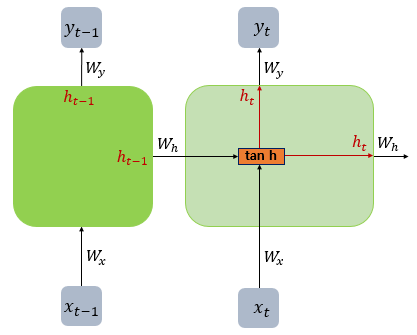 y_{t-1}
y_t
W_y
W_y
h_{t-1}
h_t
h_{t-1}
W_h
tan h
h_t
W_h
W_x
W_x
x_{t-1}
x_t